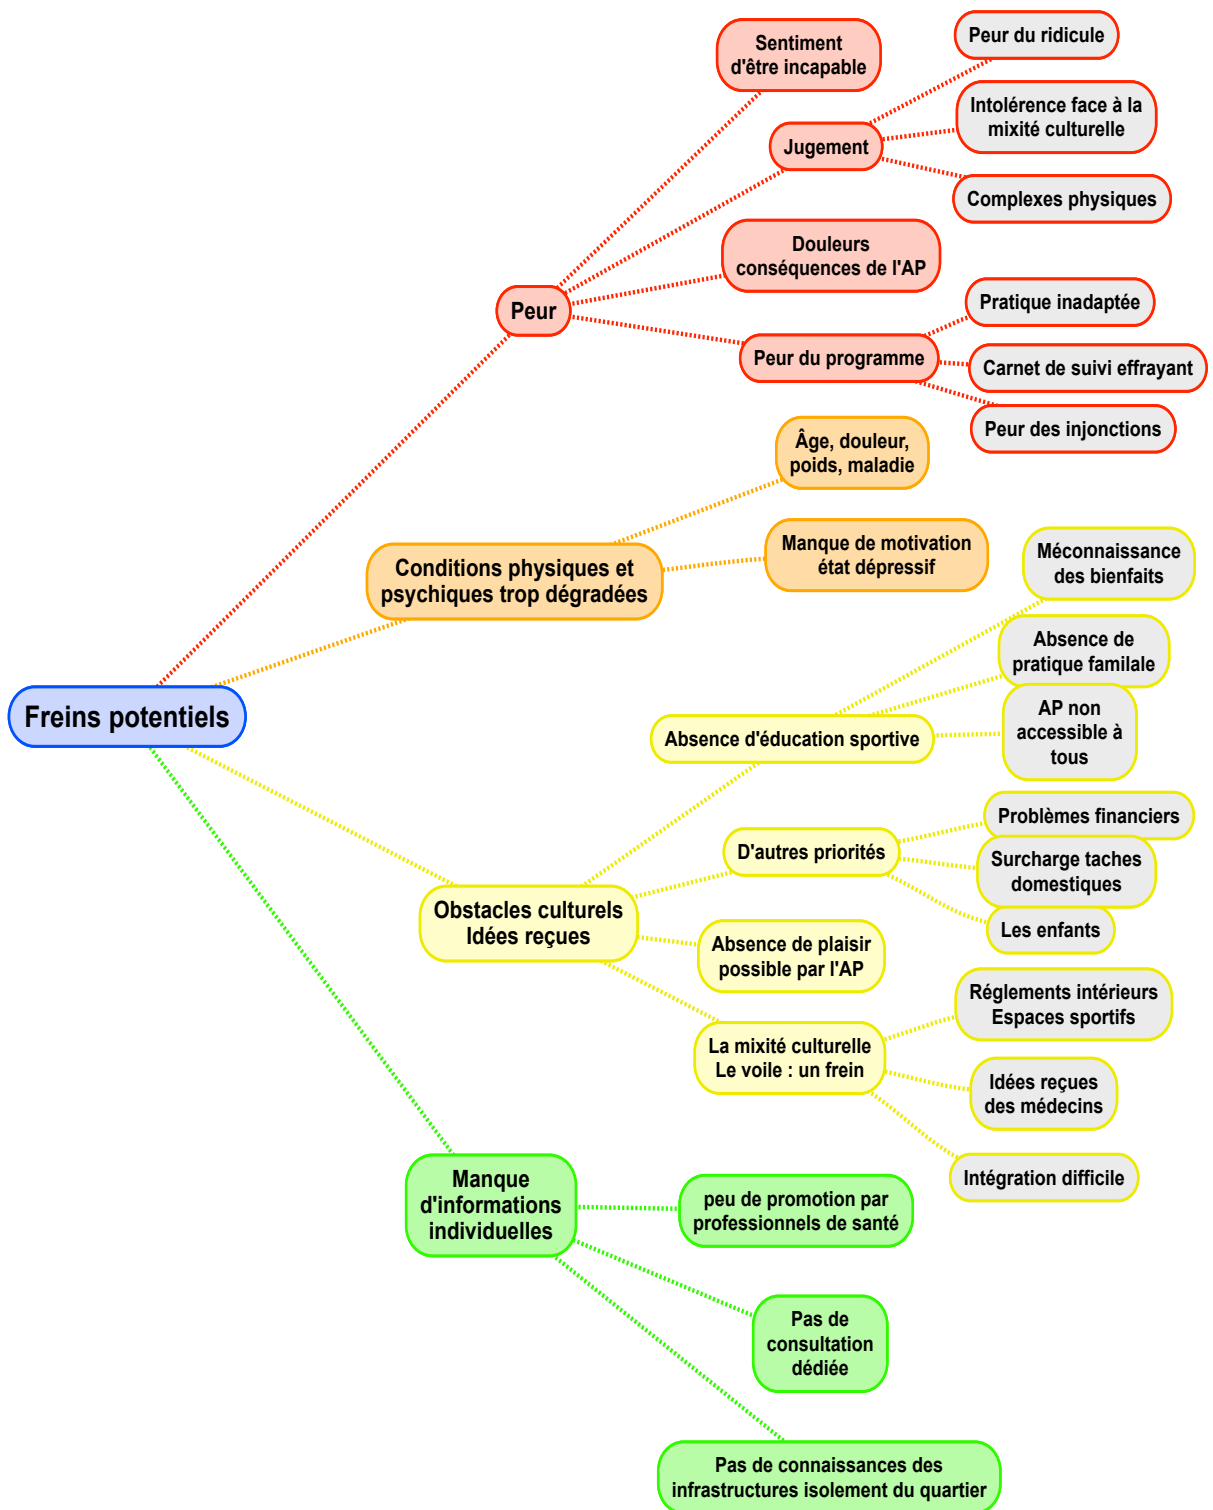 Freins potentiels
Peur
Sentiment
d'être incapable
Jugement
Peur du ridicule
Intolérence face à la
mixité culturelle
Complexes physiques
Douleurs
conséquences de l'AP
Peur du programme
Pratique inadaptée
Carnet de suivi effrayant
Peur des injonctions
Conditions physiques et
psychiques trop dégradées
Âge, douleur,
poids, maladie
Manque de motivation
état dépressif
Obstacles culturels
Idées reçues
Absence d'éducation sportive
Méconnaissance
des bienfaits
Absence de
pratique familale
AP non
accessible à
tous
D'autres priorités
Problèmes financiers
Surcharge taches
domestiques
Les enfants
Absence de plaisir
possible par l'AP
La mixité culturelle
Le voile : un frein
Réglements intérieurs
Espaces sportifs
Idées reçues
des médecins
Intégration difficile
Manque
d'informations
individuelles
peu de promotion par
professionnels de santé
Pas de
consultation
dédiée
Pas de connaissances des
infrastructures isolement du quartier